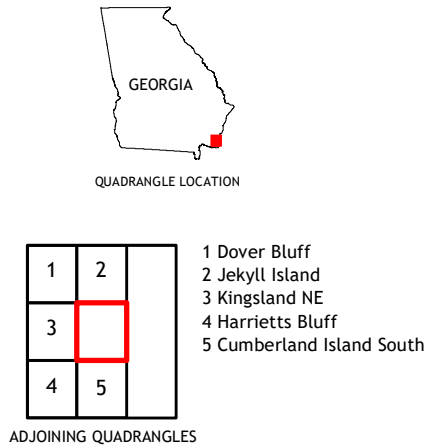 GEORGIA
QUADRANGLE LOCATION
1 2
3
4 5
1 Dover Bluff
2 Jekyll Island
3 Kingsland NE
4 Harrietts Bluff
5 Cumberland Island South
ADJOINING QUADRANGLES